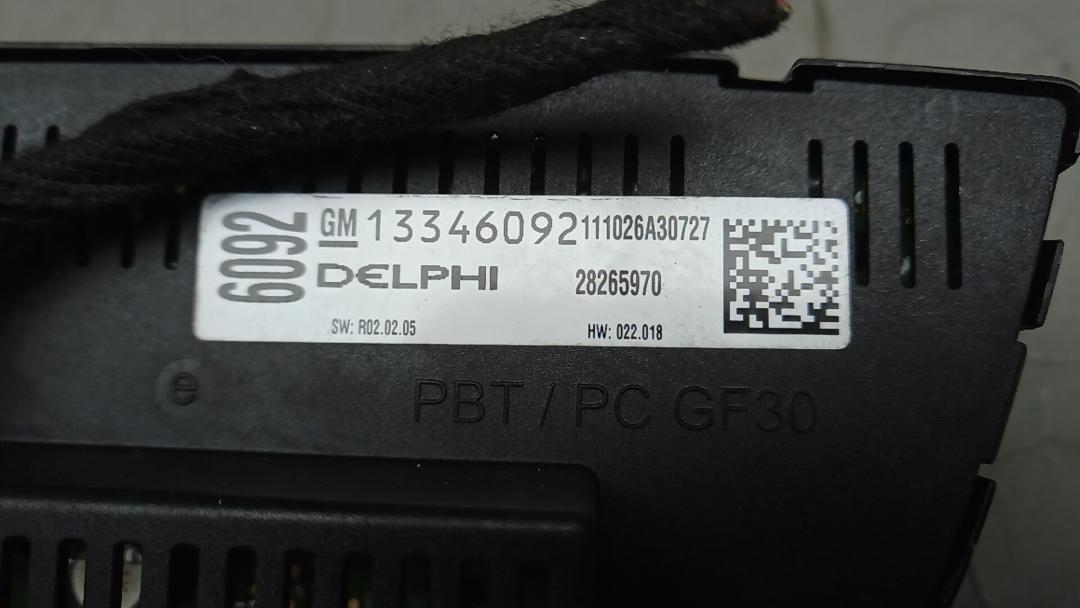 6092
GM 13346092 111026A30727
DELPHI 28265970
SW: R02.02.05 HW: 022.018
e
PBT / PC GF30